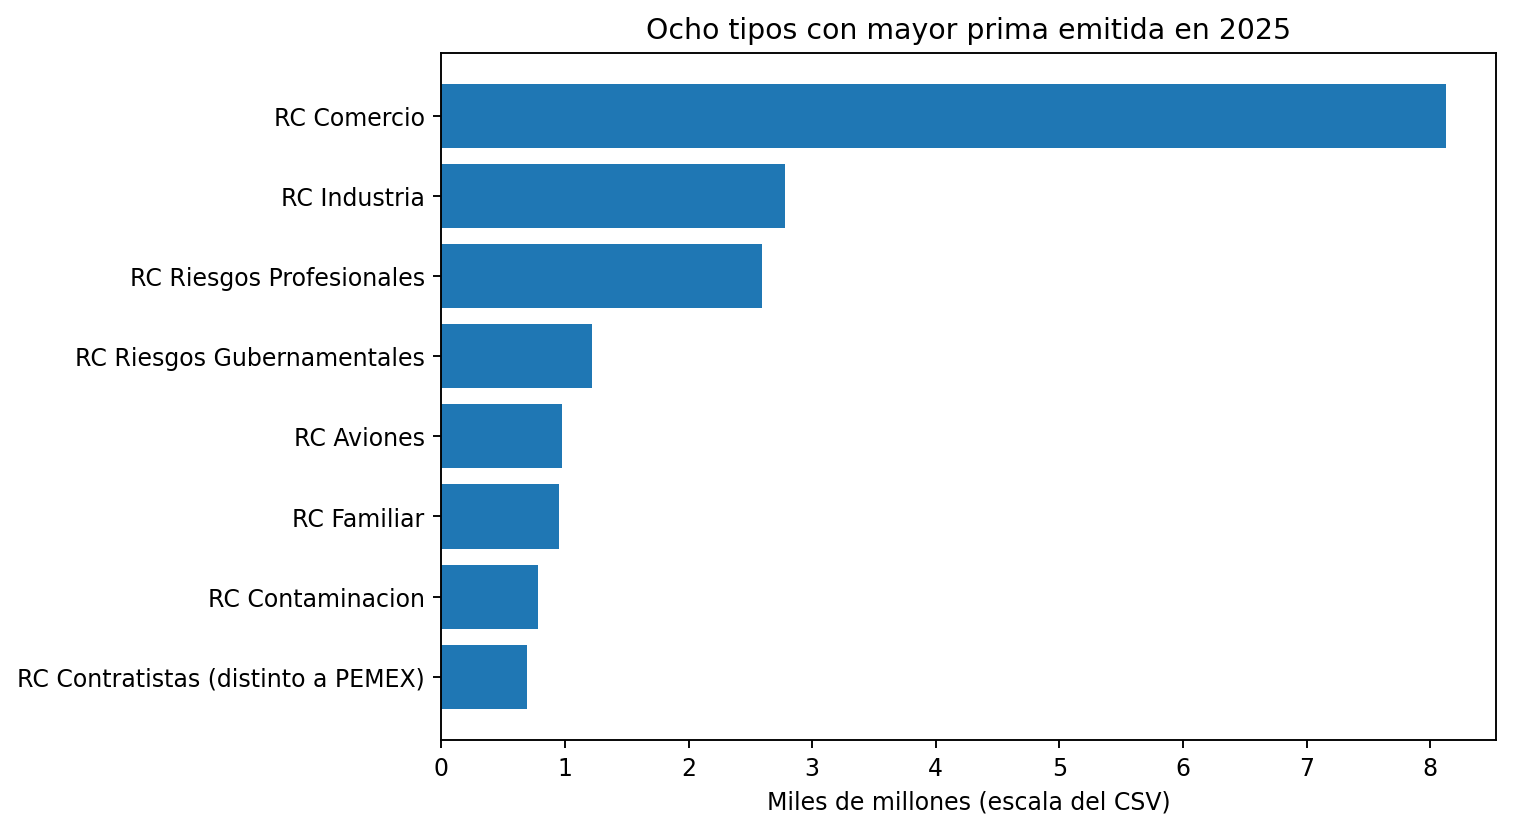 Ocho tipos con mayor prima emitida en 2025
RC Comercio
RC Industria
RC Riesgos Profesionales
RC Riesgos Gubernamentales
RC Aviones
RC Familiar
RC Contaminacion
RC Contratistas (distinto a PEMEX)
0 1 2 3 4 5 6 7 8
Miles de millones (escala del CSV)